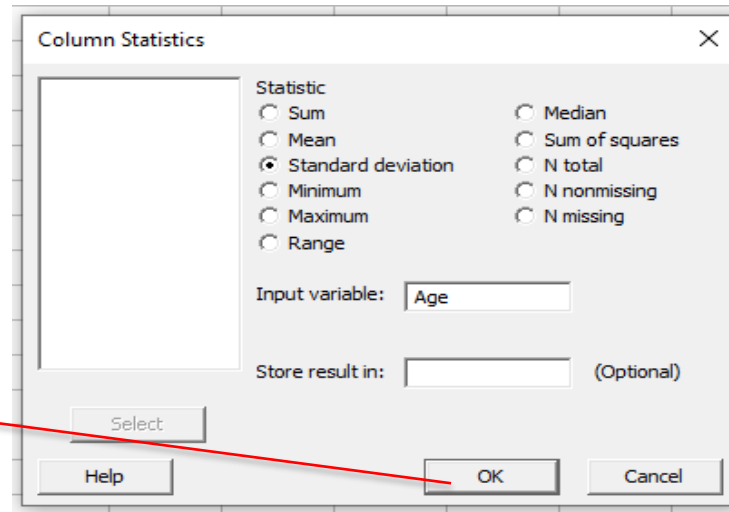 Column Statistics
Statistic
Sum
Median
Mean
Sum of squares
Standard deviation
N total
Minimum
N nonmissing
Maximum
N missing
Range
Input variable: Age
Store result in: (Optional)
Select
Help OK Cancel